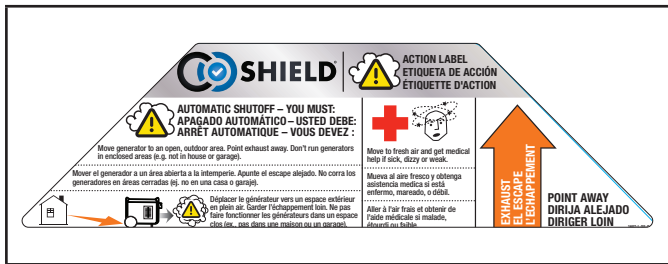 CO SHIELD®
ACTION LABEL
ETIQUETA DE ACCIÓN
ÉTIQUETTE D'ACTION
AUTOMATIC SHUTOFF – YOU MUST:
APAGADO AUTOMÁTICO – USTED DEBE:
ARRÊT AUTOMATIQUE – VOUS DEVEZ :
Move generator to an open, outdoor area. Point exhaust away. Don't run generators
in enclosed areas (e.g. not in house or garage).
Mover el generador a un área abierta a la intemperie. Apunte el escape alejado. No corra los
generadores en áreas cerradas (ej. no en una casa o garaje).
Déplacer le générateur vers un espace extérieur
en plein air. Garder l'échappement loin. Ne pas
faire fonctionner les générateurs dans un espace
clos (ex., pas dans une maison ou un garage).
Move to fresh air and get medical
help if sick, dizzy or weak.
Mueva al aire fresco y obtenga
asistencia medica si está
enfermo, mareado, o débil.
Aller à l'air frais et obtenir de
l'aide médicale si malade,
étourdi ou faible.
EXHAUST
EL ESCAPE
L'ECHAPPEMENT
POINT AWAY
DIRIJA ALEJADO
DIRIGER LOIN